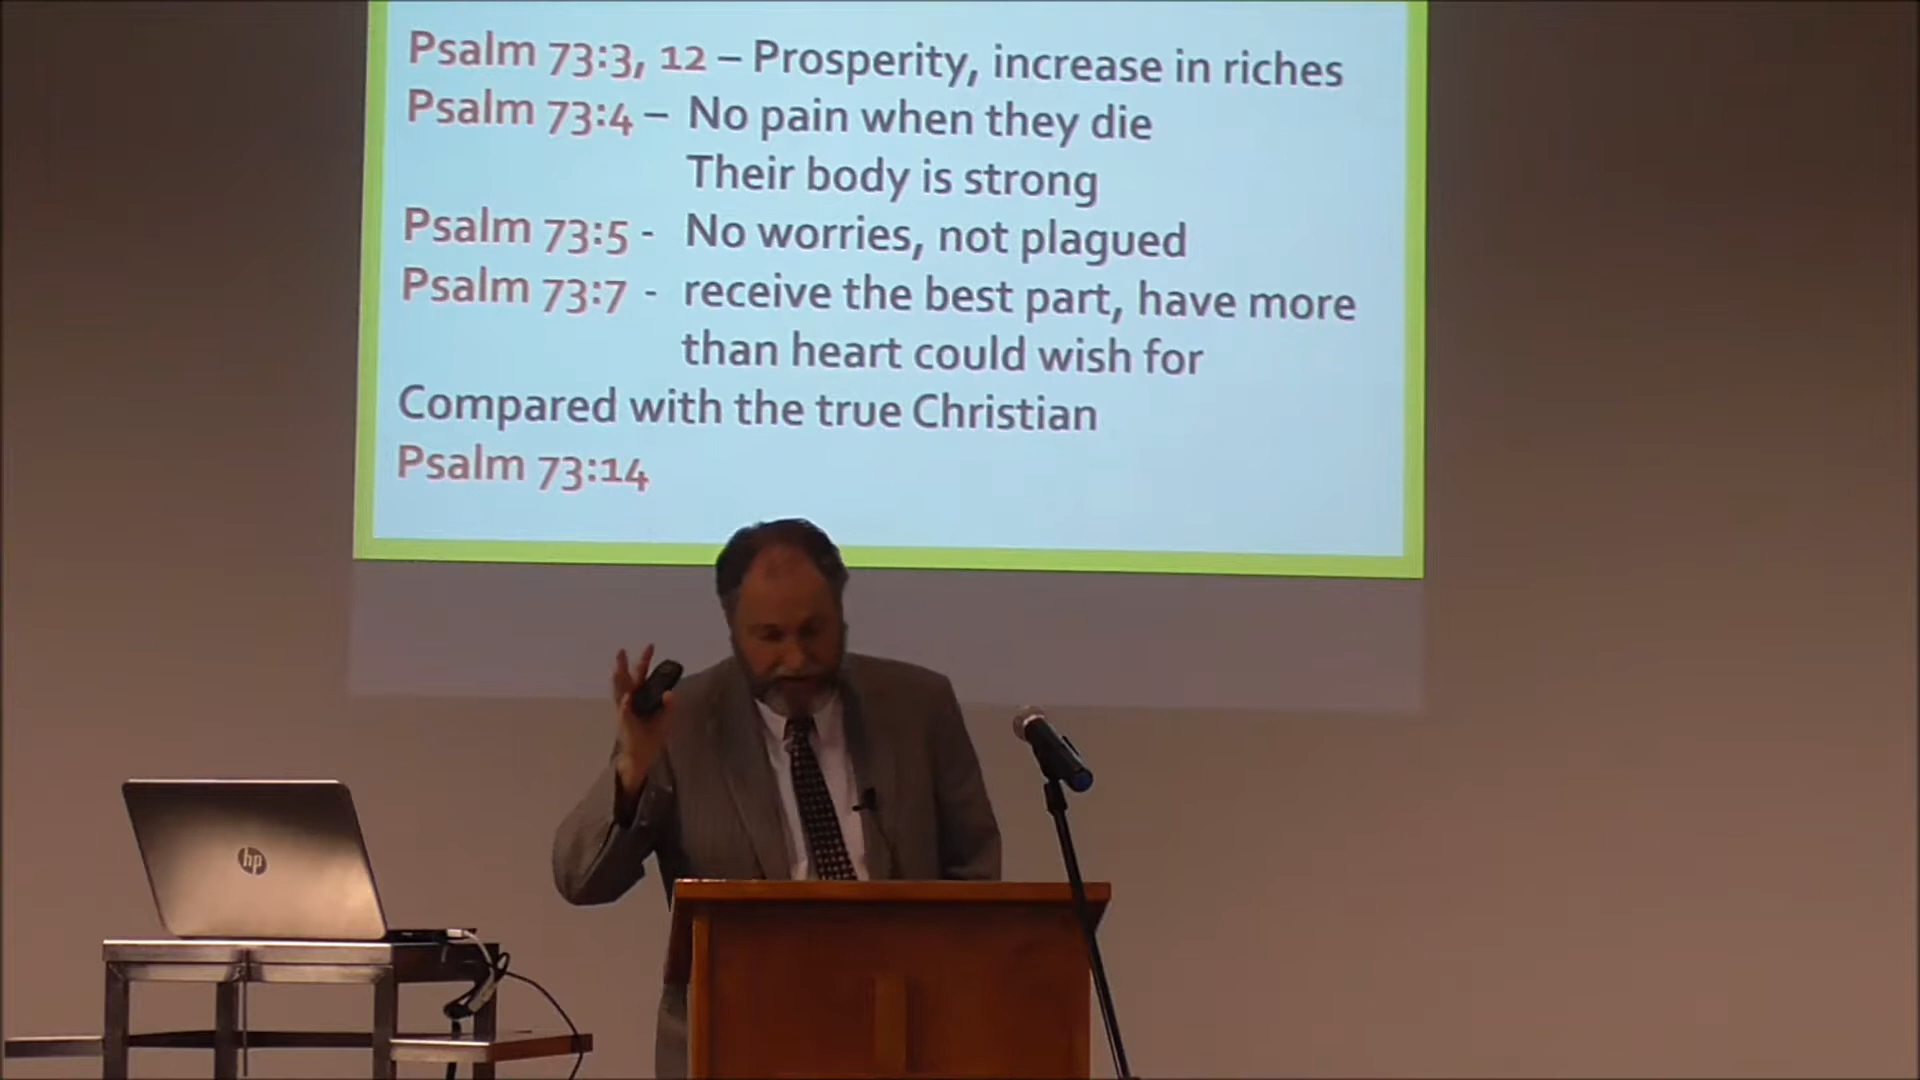 Psalm 73:3, 12 – Prosperity, increase in riches
Psalm 73:4 – No pain when they die
Their body is strong
Psalm 73:5 - No worries, not plagued
Psalm 73:7 - receive the best part, have more
than heart could wish for
Compared with the true Christian
Psalm 73:14
hp